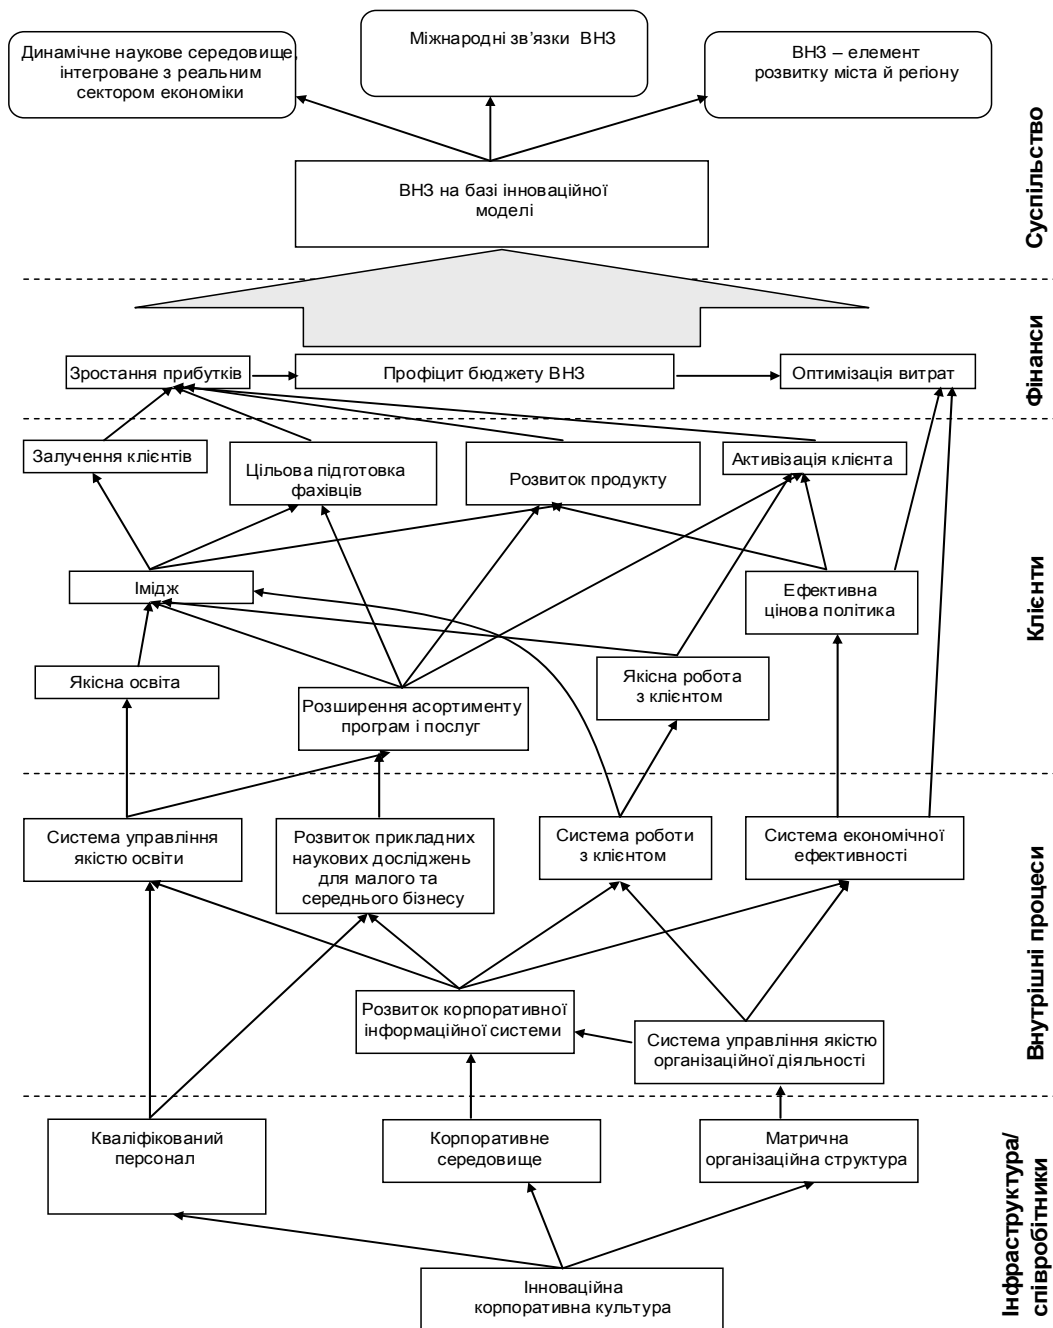 Динамічне наукове середовище,
інтегроване з реальним
сектором економіки
Міжнародні зв’язки ВНЗ
ВНЗ – елемент
розвитку міста й регіону
ВНЗ на базі інноваційної
моделі
Суспільство
Зростання прибутків
Профіцит бюджету ВНЗ
Оптимізація витрат
Фінанси
Залучення клієнтів
Цільова підготовка
фахівців
Розвиток продукту
Активізація клієнта
Імідж
Ефективна
цінова політика
Якісна освіта
Розширення асортименту
програм і послуг
Якісна робота
з клієнтом
Клієнти
Система управління
якістю освіти
Розвиток прикладних
наукових досліджень
для малого та
середнього бізнесу
Система роботи
з клієнтом
Система економічної
ефективності
Розвиток корпоративної
інформаційної системи
Система управління якістю
організаційної діяльності
Внутрішні процеси
Кваліфікований
персонал
Корпоративне
середовище
Матрична
організаційна структура
Інноваційна
корпоративна культура
Інфраструктура/
співробітники